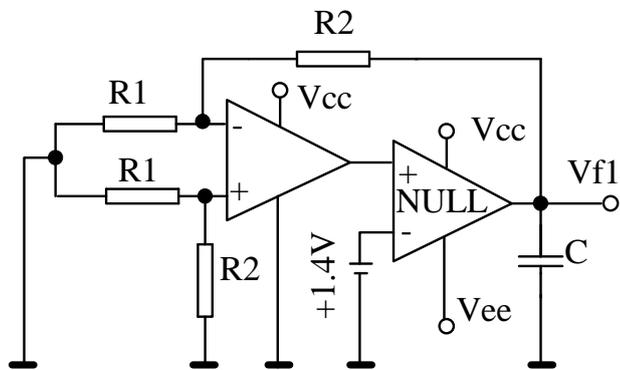 R2
R1
Vcc
-
R1
+
R2
Vcc
+
NULL
-
+1.4V
Vee
Vf1
C